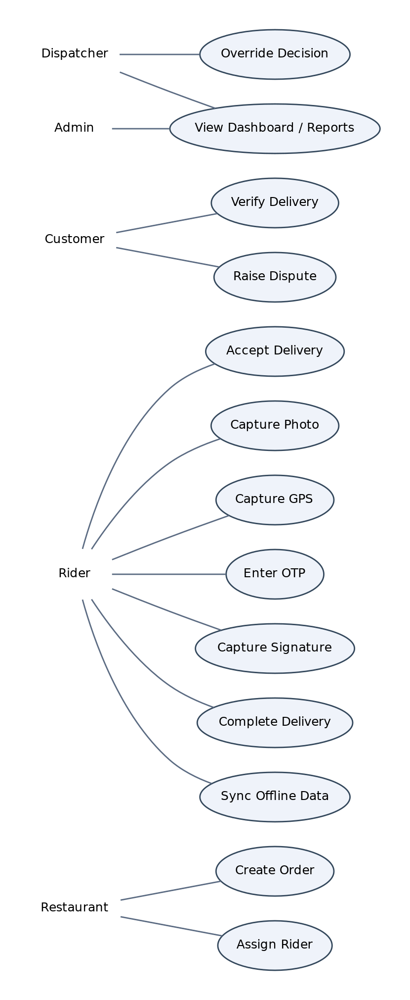 Dispatcher
Override Decision
Admin
View Dashboard / Reports
Verify Delivery
Customer
Raise Dispute
Accept Delivery
Capture Photo
Capture GPS
Rider
Enter OTP
Capture Signature
Complete Delivery
Sync Offline Data
Create Order
Restaurant
Assign Rider